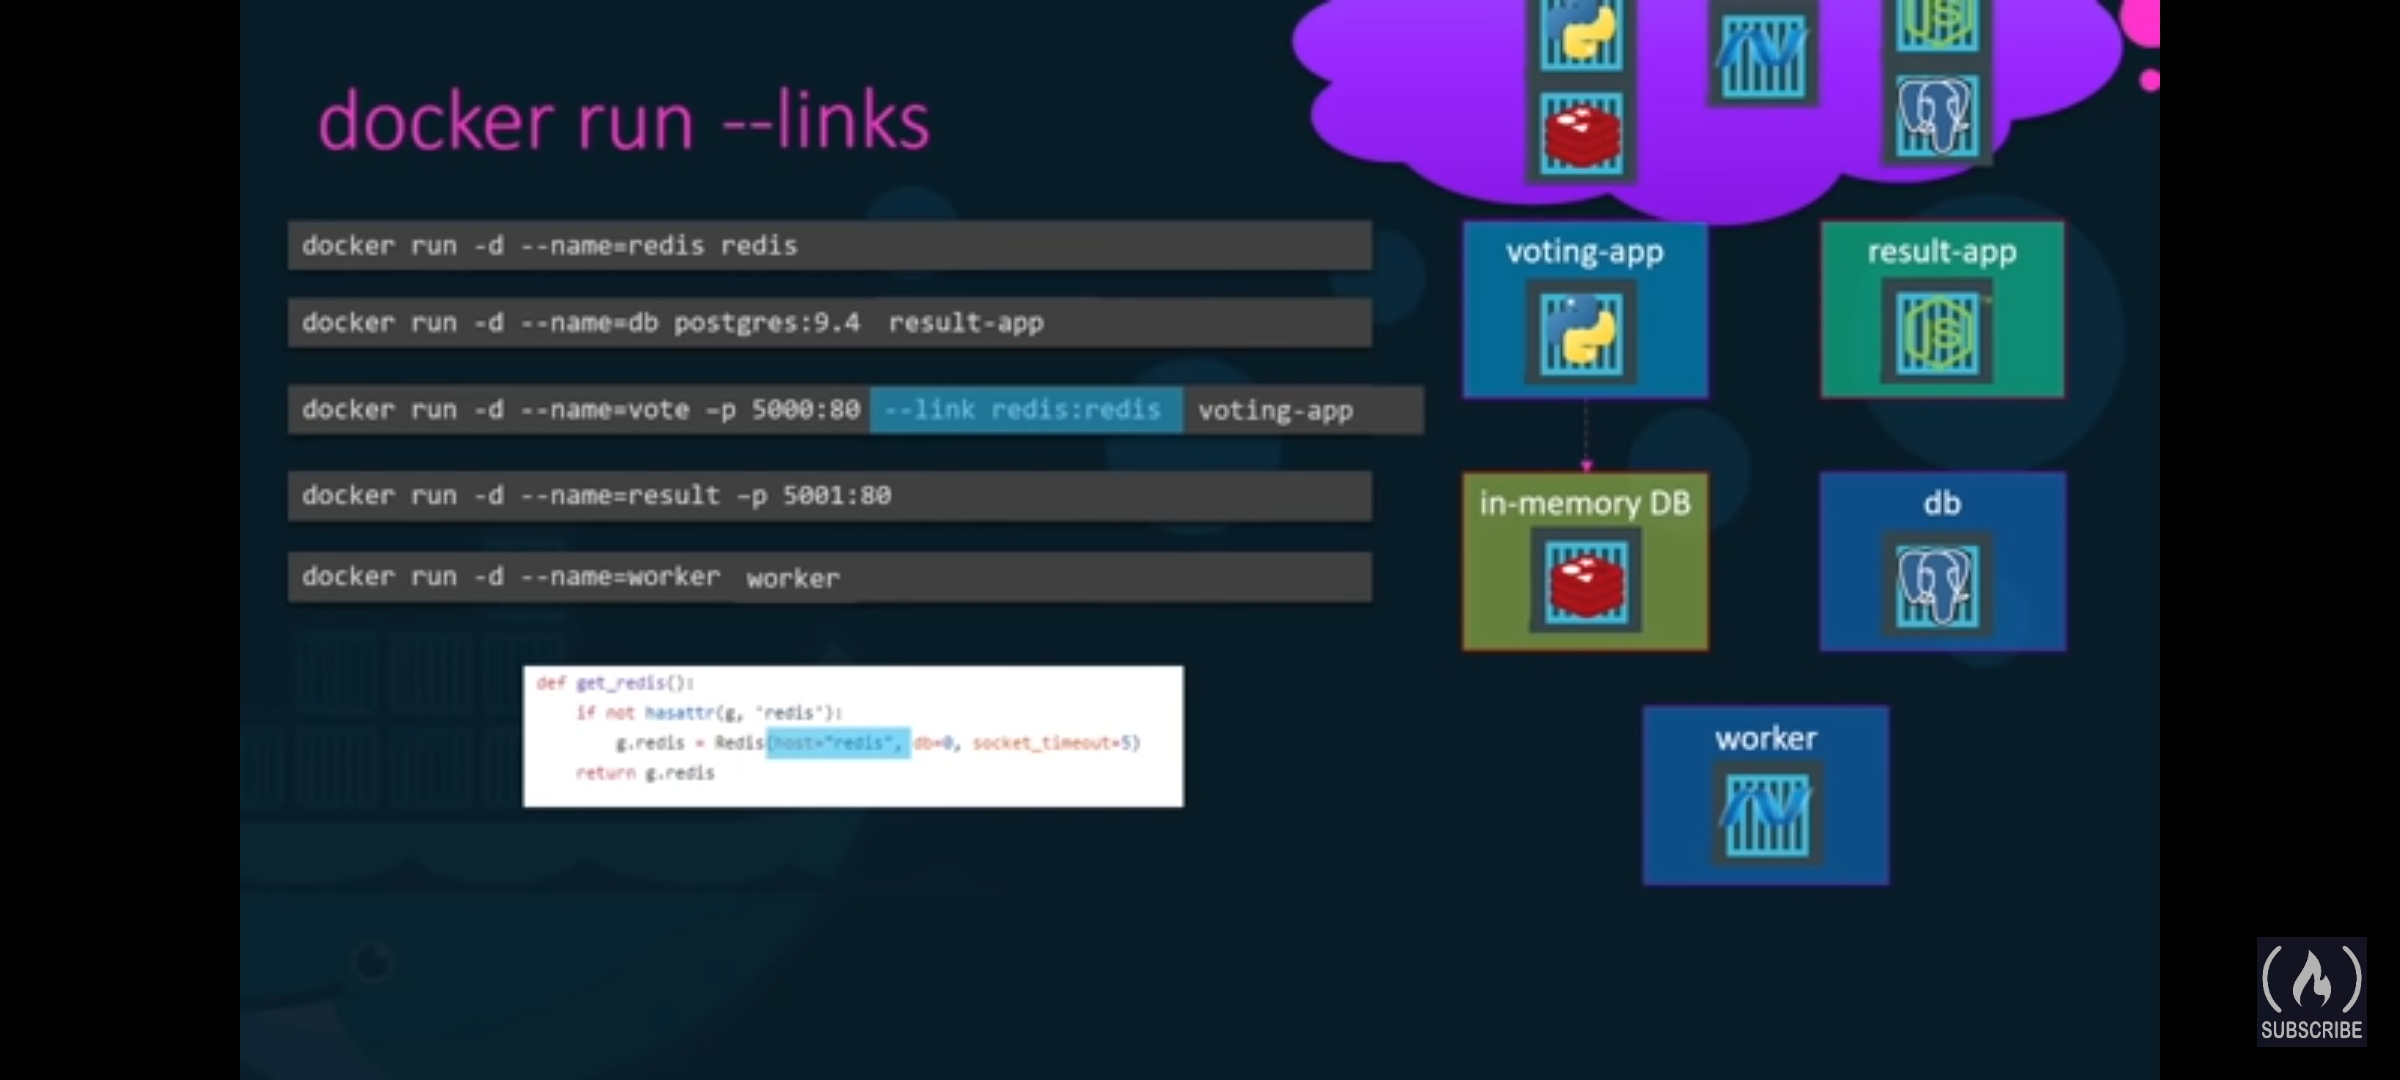 docker run --links
docker run -d --name=redis redis
docker run -d --name=db postgres:9.4 result-app
docker run -d --name=vote -p 5000:80 --link redis:redis voting-app
docker run -d --name=result -p 5001:80
docker run -d --name=worker worker
def get_redis():
if not hasattr(g, 'redis'):
g.redis = Redis(host="redis", db=0, socket_timeout=5)
return g.redis
voting-app
result-app
in-memory DB
db
worker
JS
JS
SUBSCRIBE